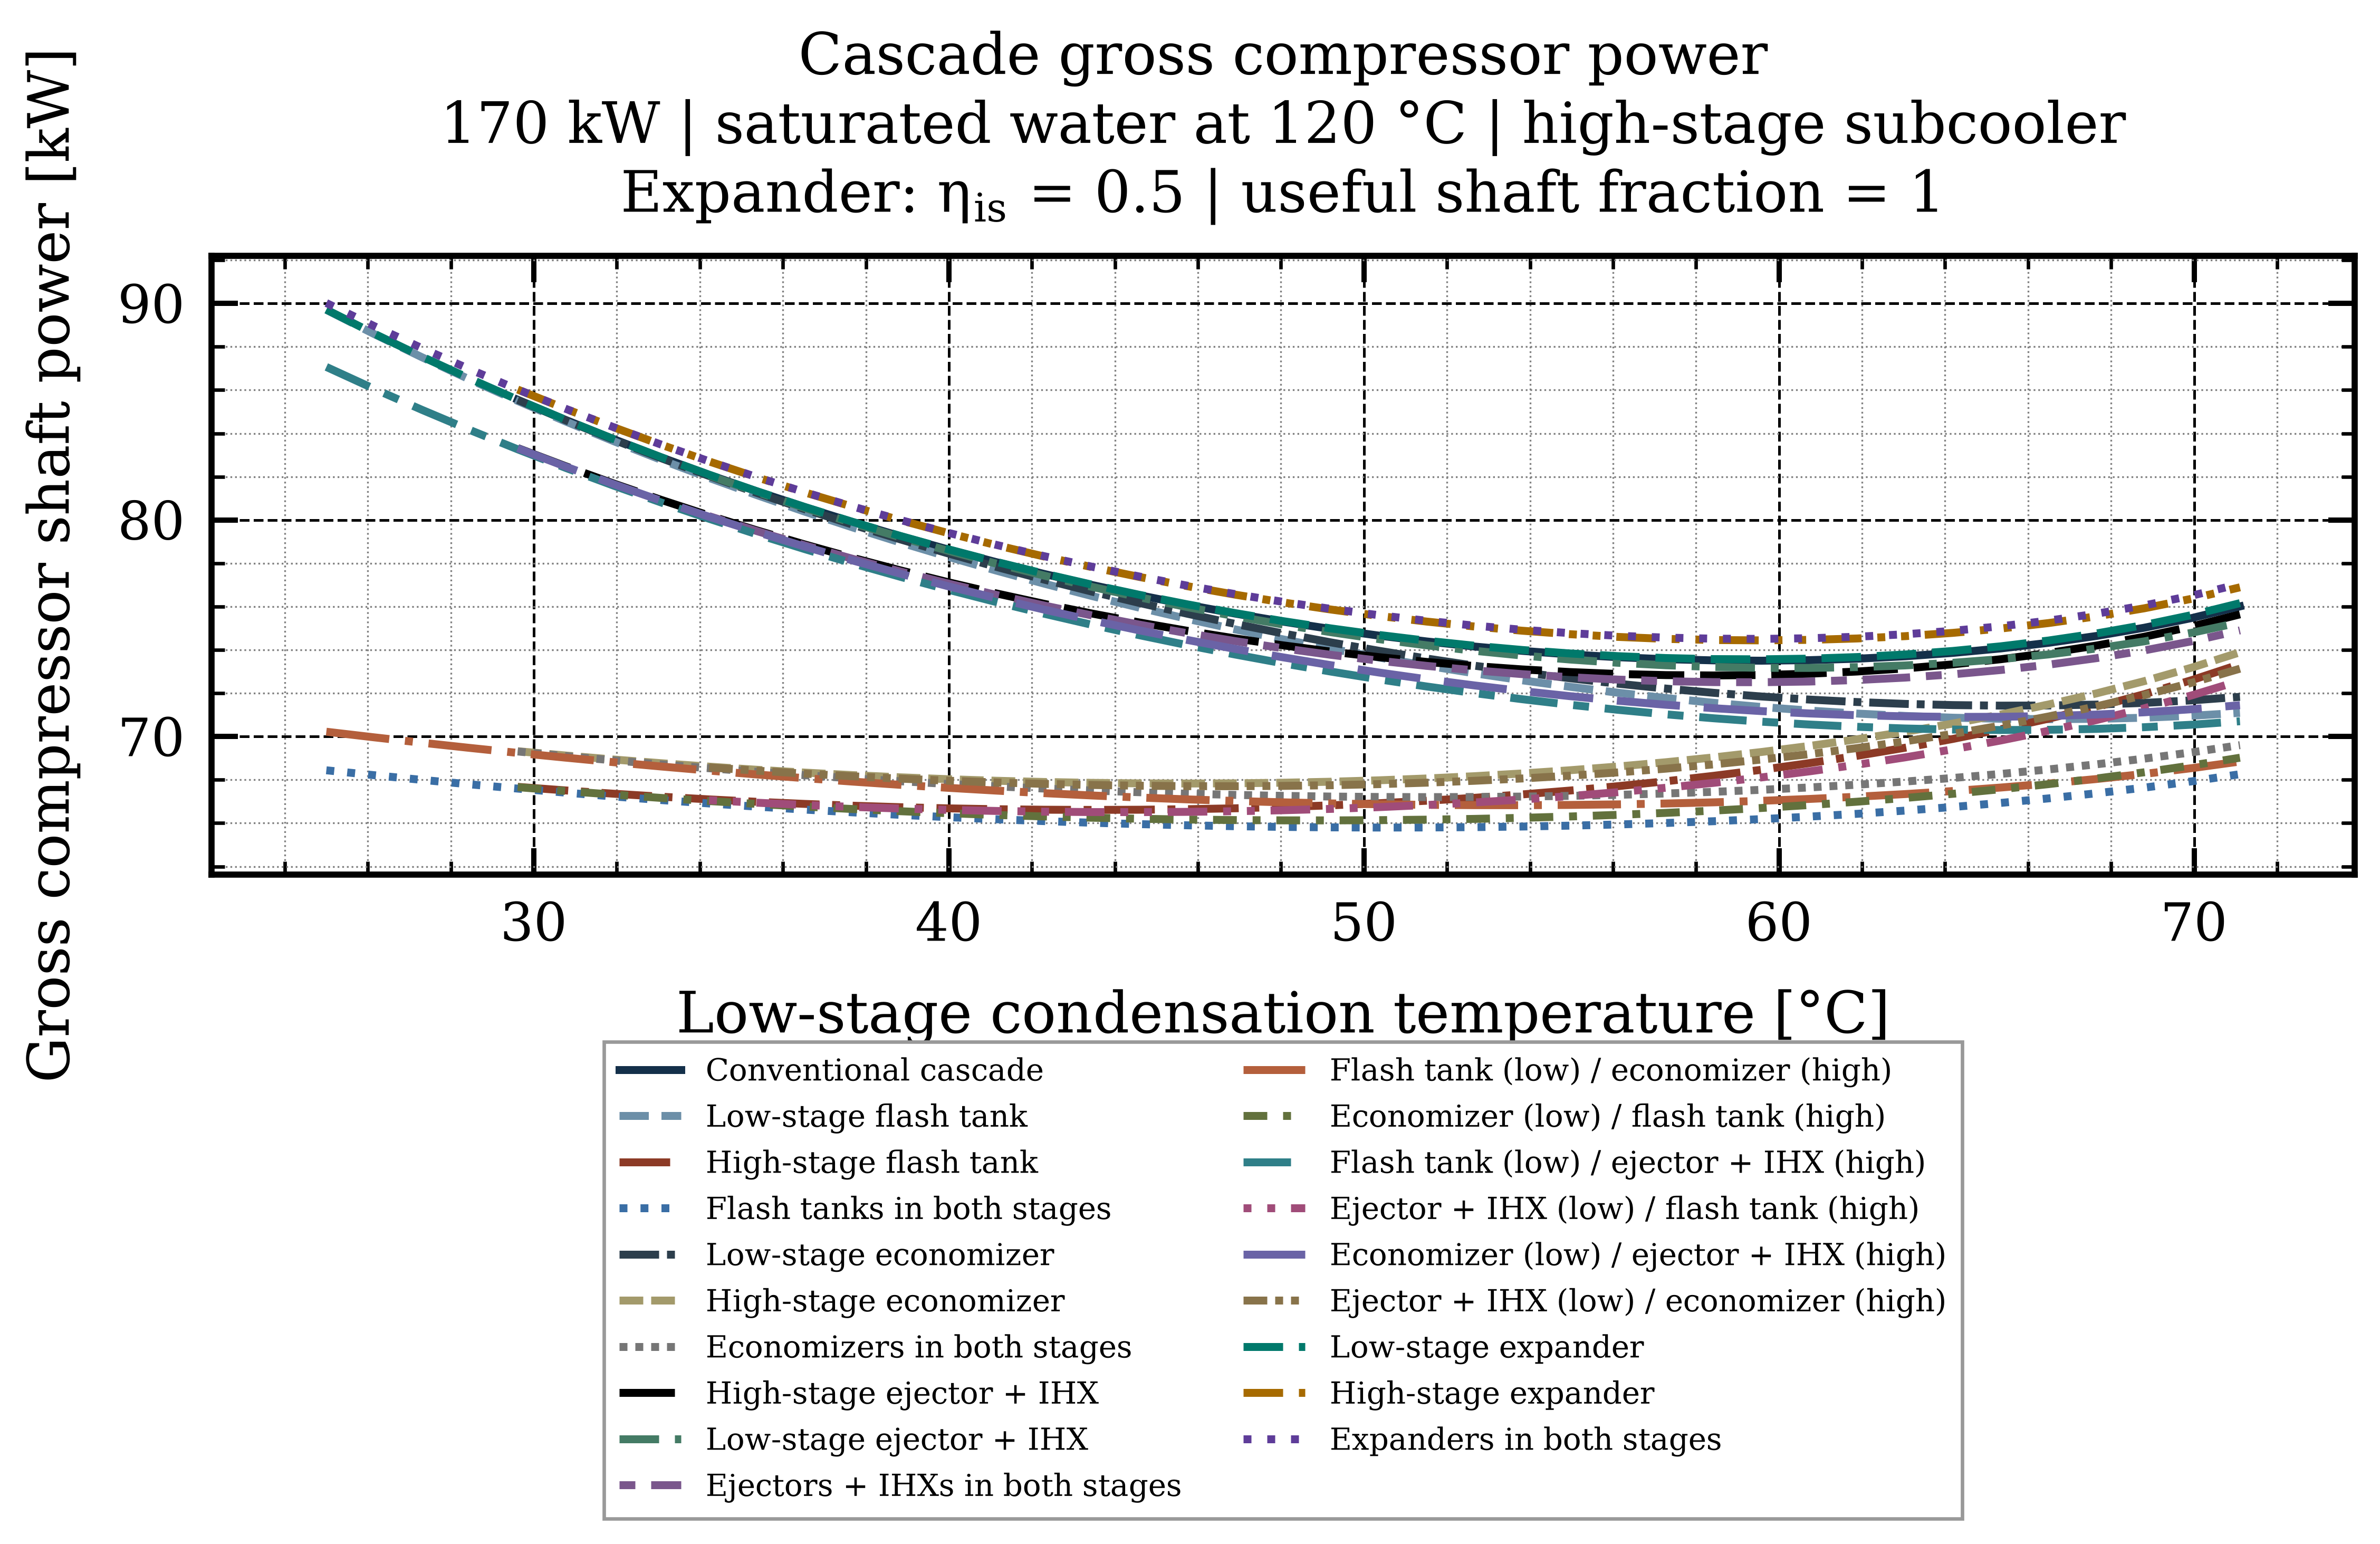 Cascade gross compressor power
170 kW | saturated water at 120 °C | high-stage subcooler
Expander: ηis = 0.5 | useful shaft fraction = 1
Gross compressor shaft power [kW]
90
80
70
30
40
50
60
70
Low-stage condensation temperature [°C]
Conventional cascade
Low-stage flash tank
High-stage flash tank
Flash tanks in both stages
Low-stage economizer
High-stage economizer
Economizers in both stages
High-stage ejector + IHX
Low-stage ejector + IHX
Ejectors + IHXs in both stages
Flash tank (low) / economizer (high)
Economizer (low) / flash tank (high)
Flash tank (low) / ejector + IHX (high)
Ejector + IHX (low) / flash tank (high)
Economizer (low) / ejector + IHX (high)
Ejector + IHX (low) / economizer (high)
Low-stage expander
High-stage expander
Expanders in both stages